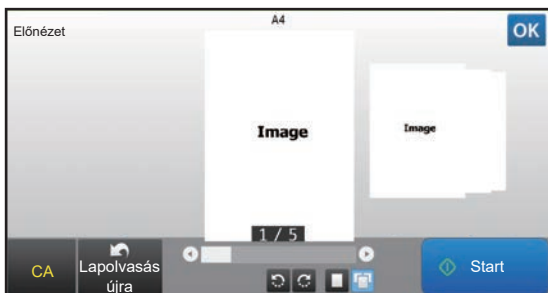 A4
Előnézet
OK
Image
Image
1 / 5
CA
Lapolvasás
újra
Start